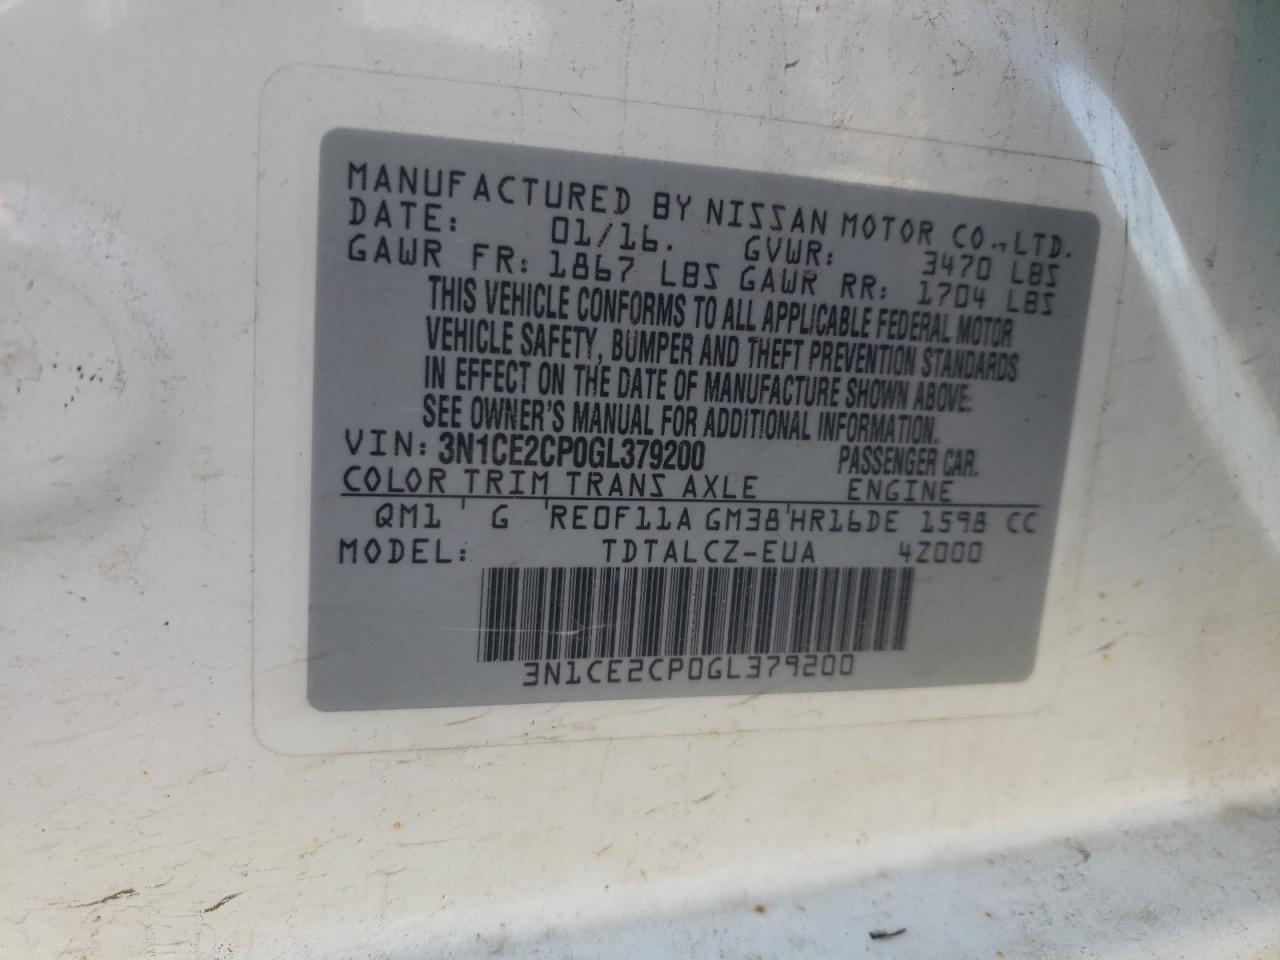 MANUFACTURED BY NISSAN MOTOR CO.,LTD.
DATE: 01/16. GVWR: 3470 LBS
GAWR FR: 1867 LBS GAWR RR: 1704 LBS
THIS VEHICLE CONFORMS TO ALL APPLICABLE FEDERAL MOTOR
VEHICLE SAFETY, BUMPER AND THEFT PREVENTION STANDARDS
IN EFFECT ON THE DATE OF MANUFACTURE SHOWN ABOVE.
SEE OWNER'S MANUAL FOR ADDITIONAL INFORMATION.
VIN: 3N1CE2CP0GL379200 PASSENGER CAR.
COLOR TRIM TRANS AXLE ENGINE
QM1 G RE0F11A GM38 HR16DE 1598 CC
MODEL: TDTALCZ-EUA 4Z000
3N1CE2CP0GL379200